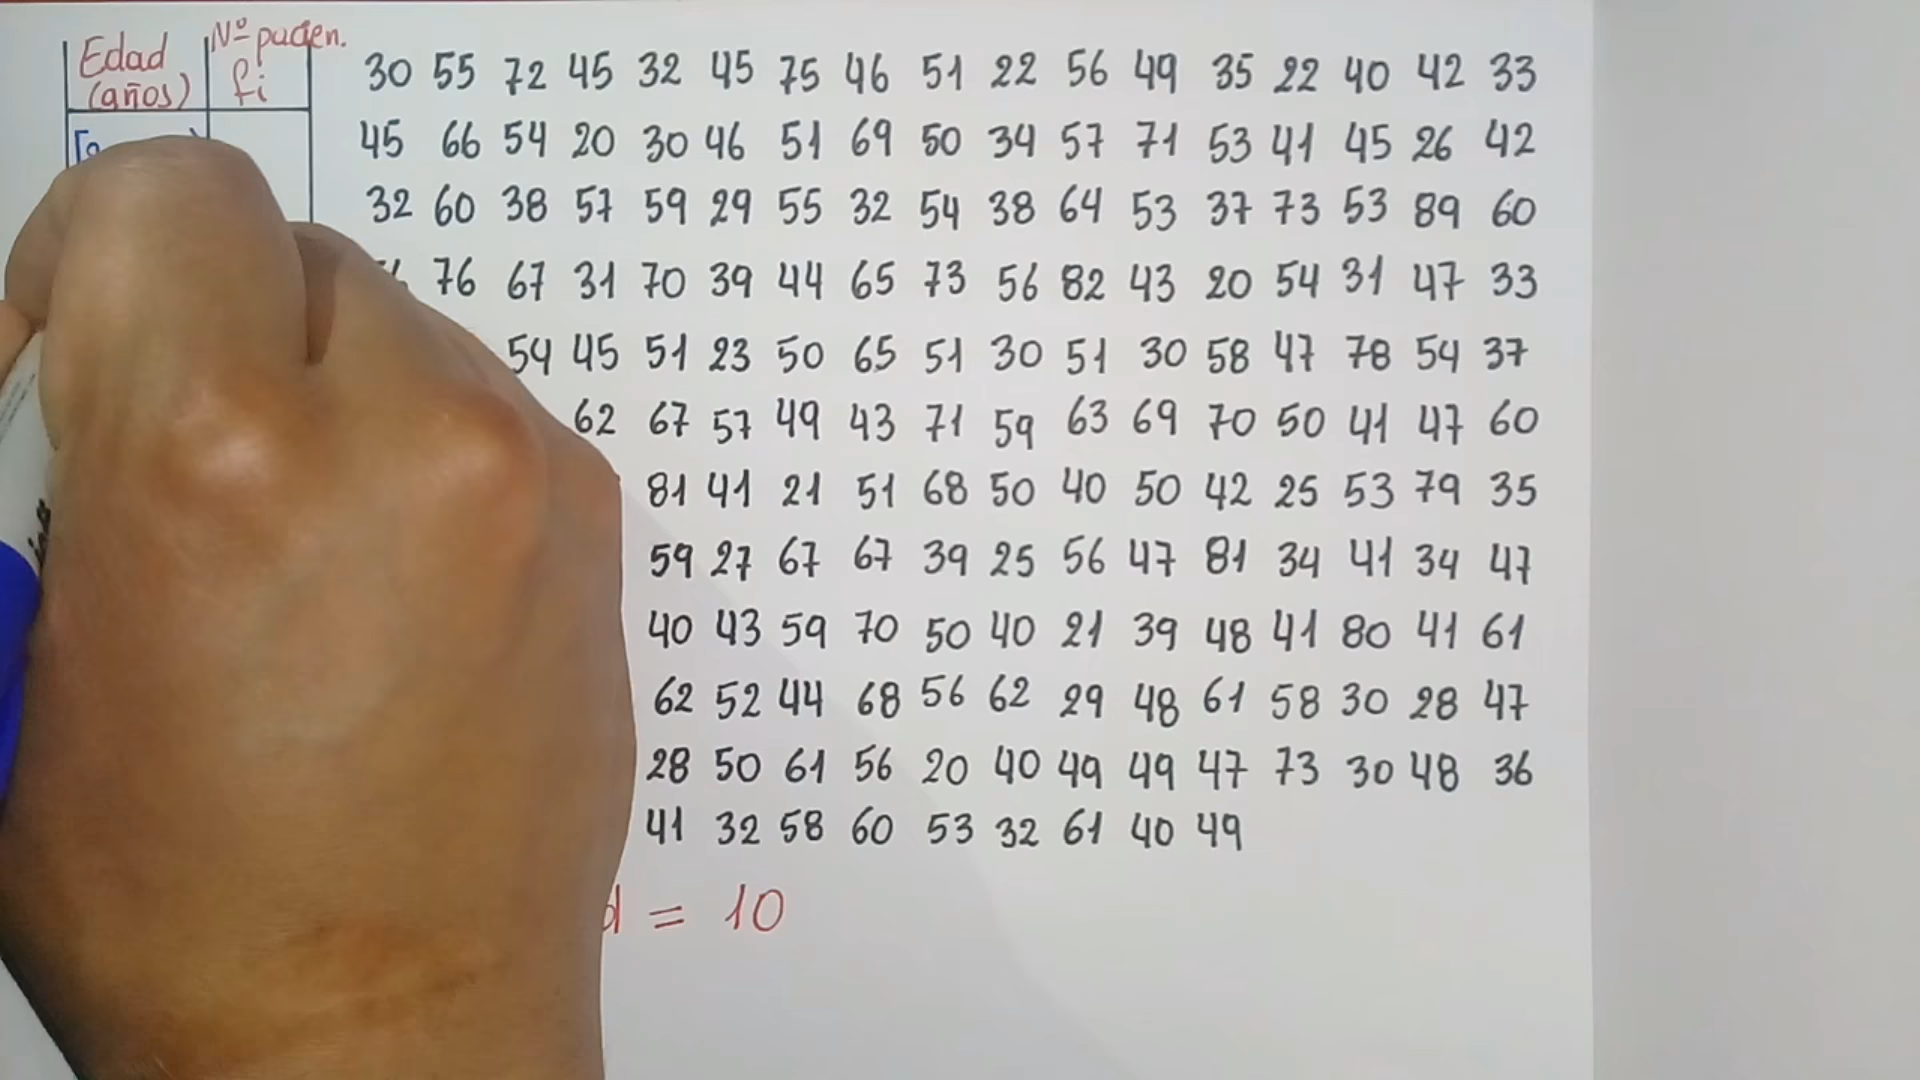 Edad
(años)
Nº pacien.
fi
30 55 72 45 32 45 75 46 51 22 56 49 35 22 40 42 33
45 66 54 20 30 46 51 69 50 34 57 71 53 41 45 26 42
32 60 38 57 59 29 55 32 54 38 64 53 37 73 53 89 60
76 67 31 70 39 44 65 73 56 82 43 20 54 31 47 33
54 45 51 23 50 65 51 30 51 30 58 47 78 54 37
62 67 57 49 43 71 59 63 69 70 50 41 47 60
81 41 21 51 68 50 40 50 42 25 53 79 35
59 27 67 67 39 25 56 47 81 34 41 34 47
40 43 59 70 50 40 21 39 48 41 80 41 61
62 52 44 68 56 62 29 48 61 58 30 28 47
28 50 61 56 20 40 49 49 47 73 30 48 36
41 32 58 60 53 32 61 40 49
= 10